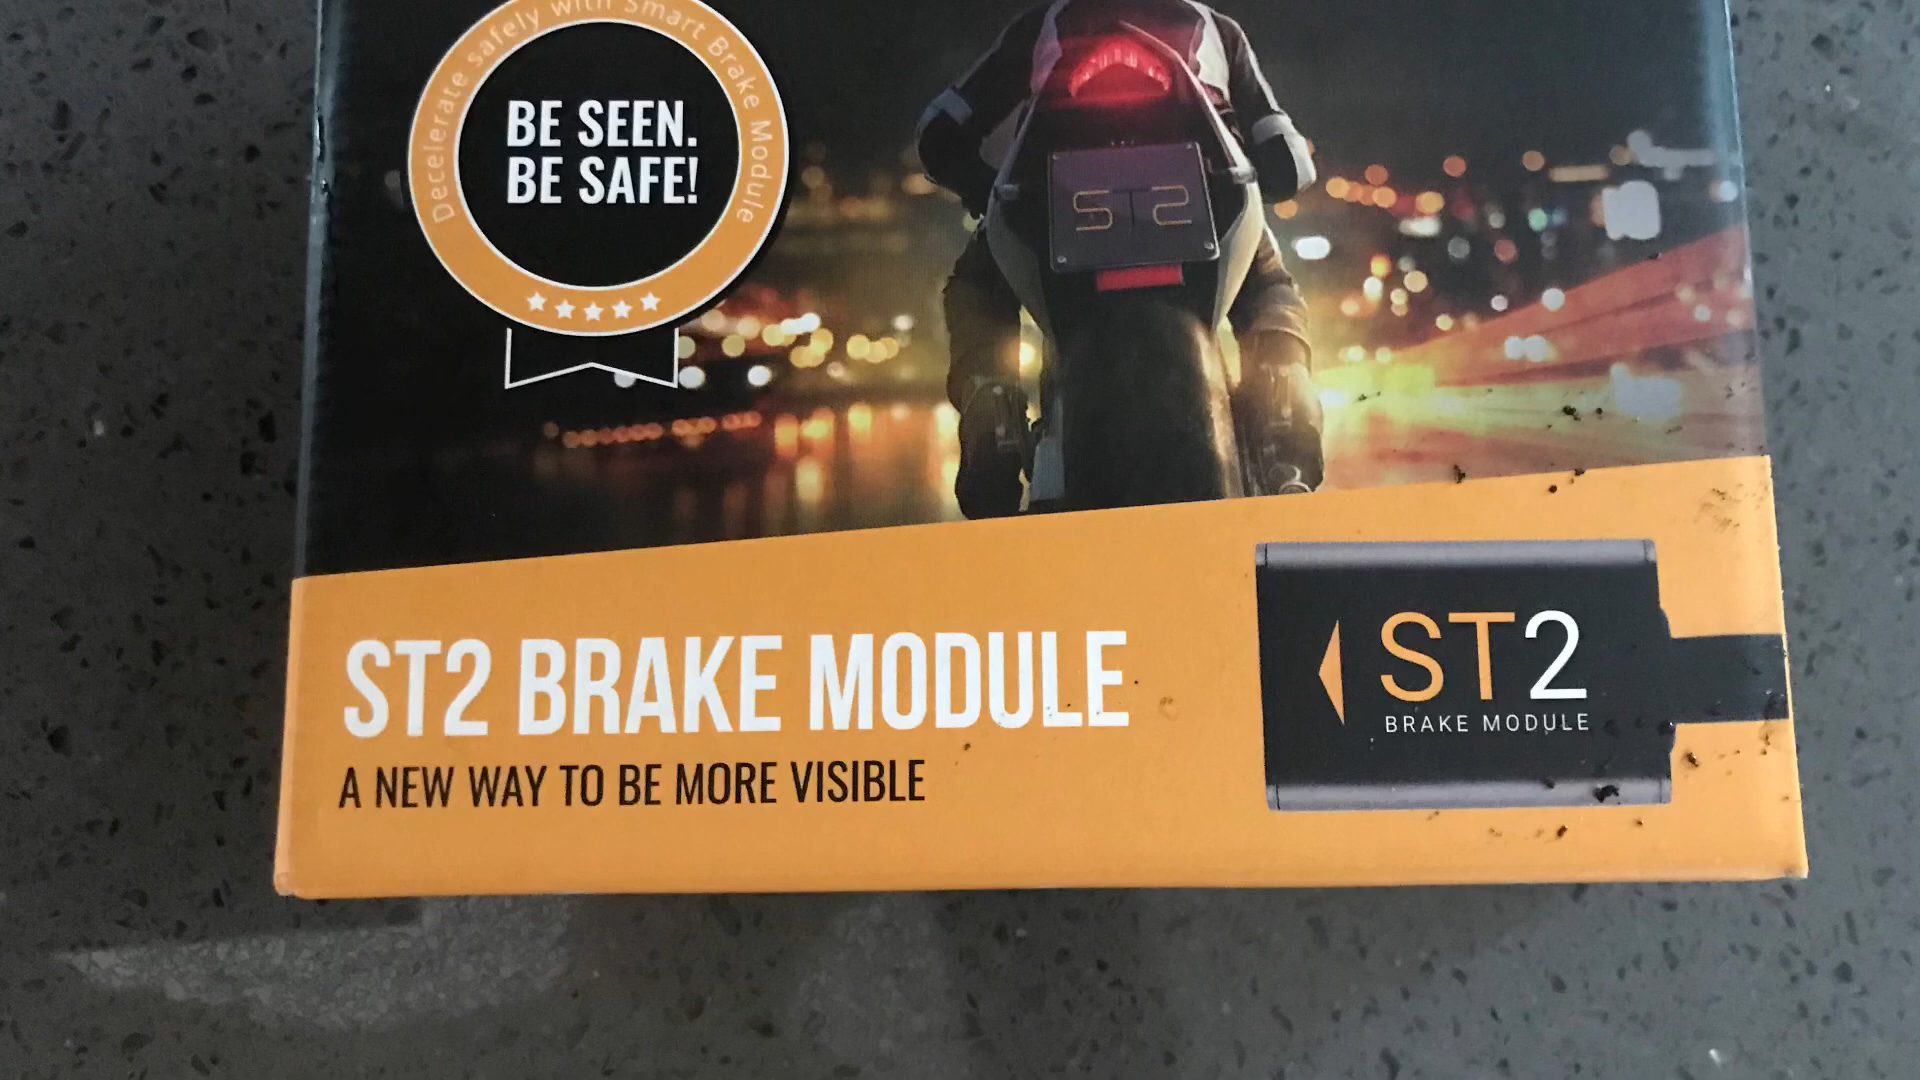 Decelerate safely with Smart Brake Module
BE SEEN.
BE SAFE!
ST2
ST2 BRAKE MODULE
A NEW WAY TO BE MORE VISIBLE
ST2
BRAKE MODULE